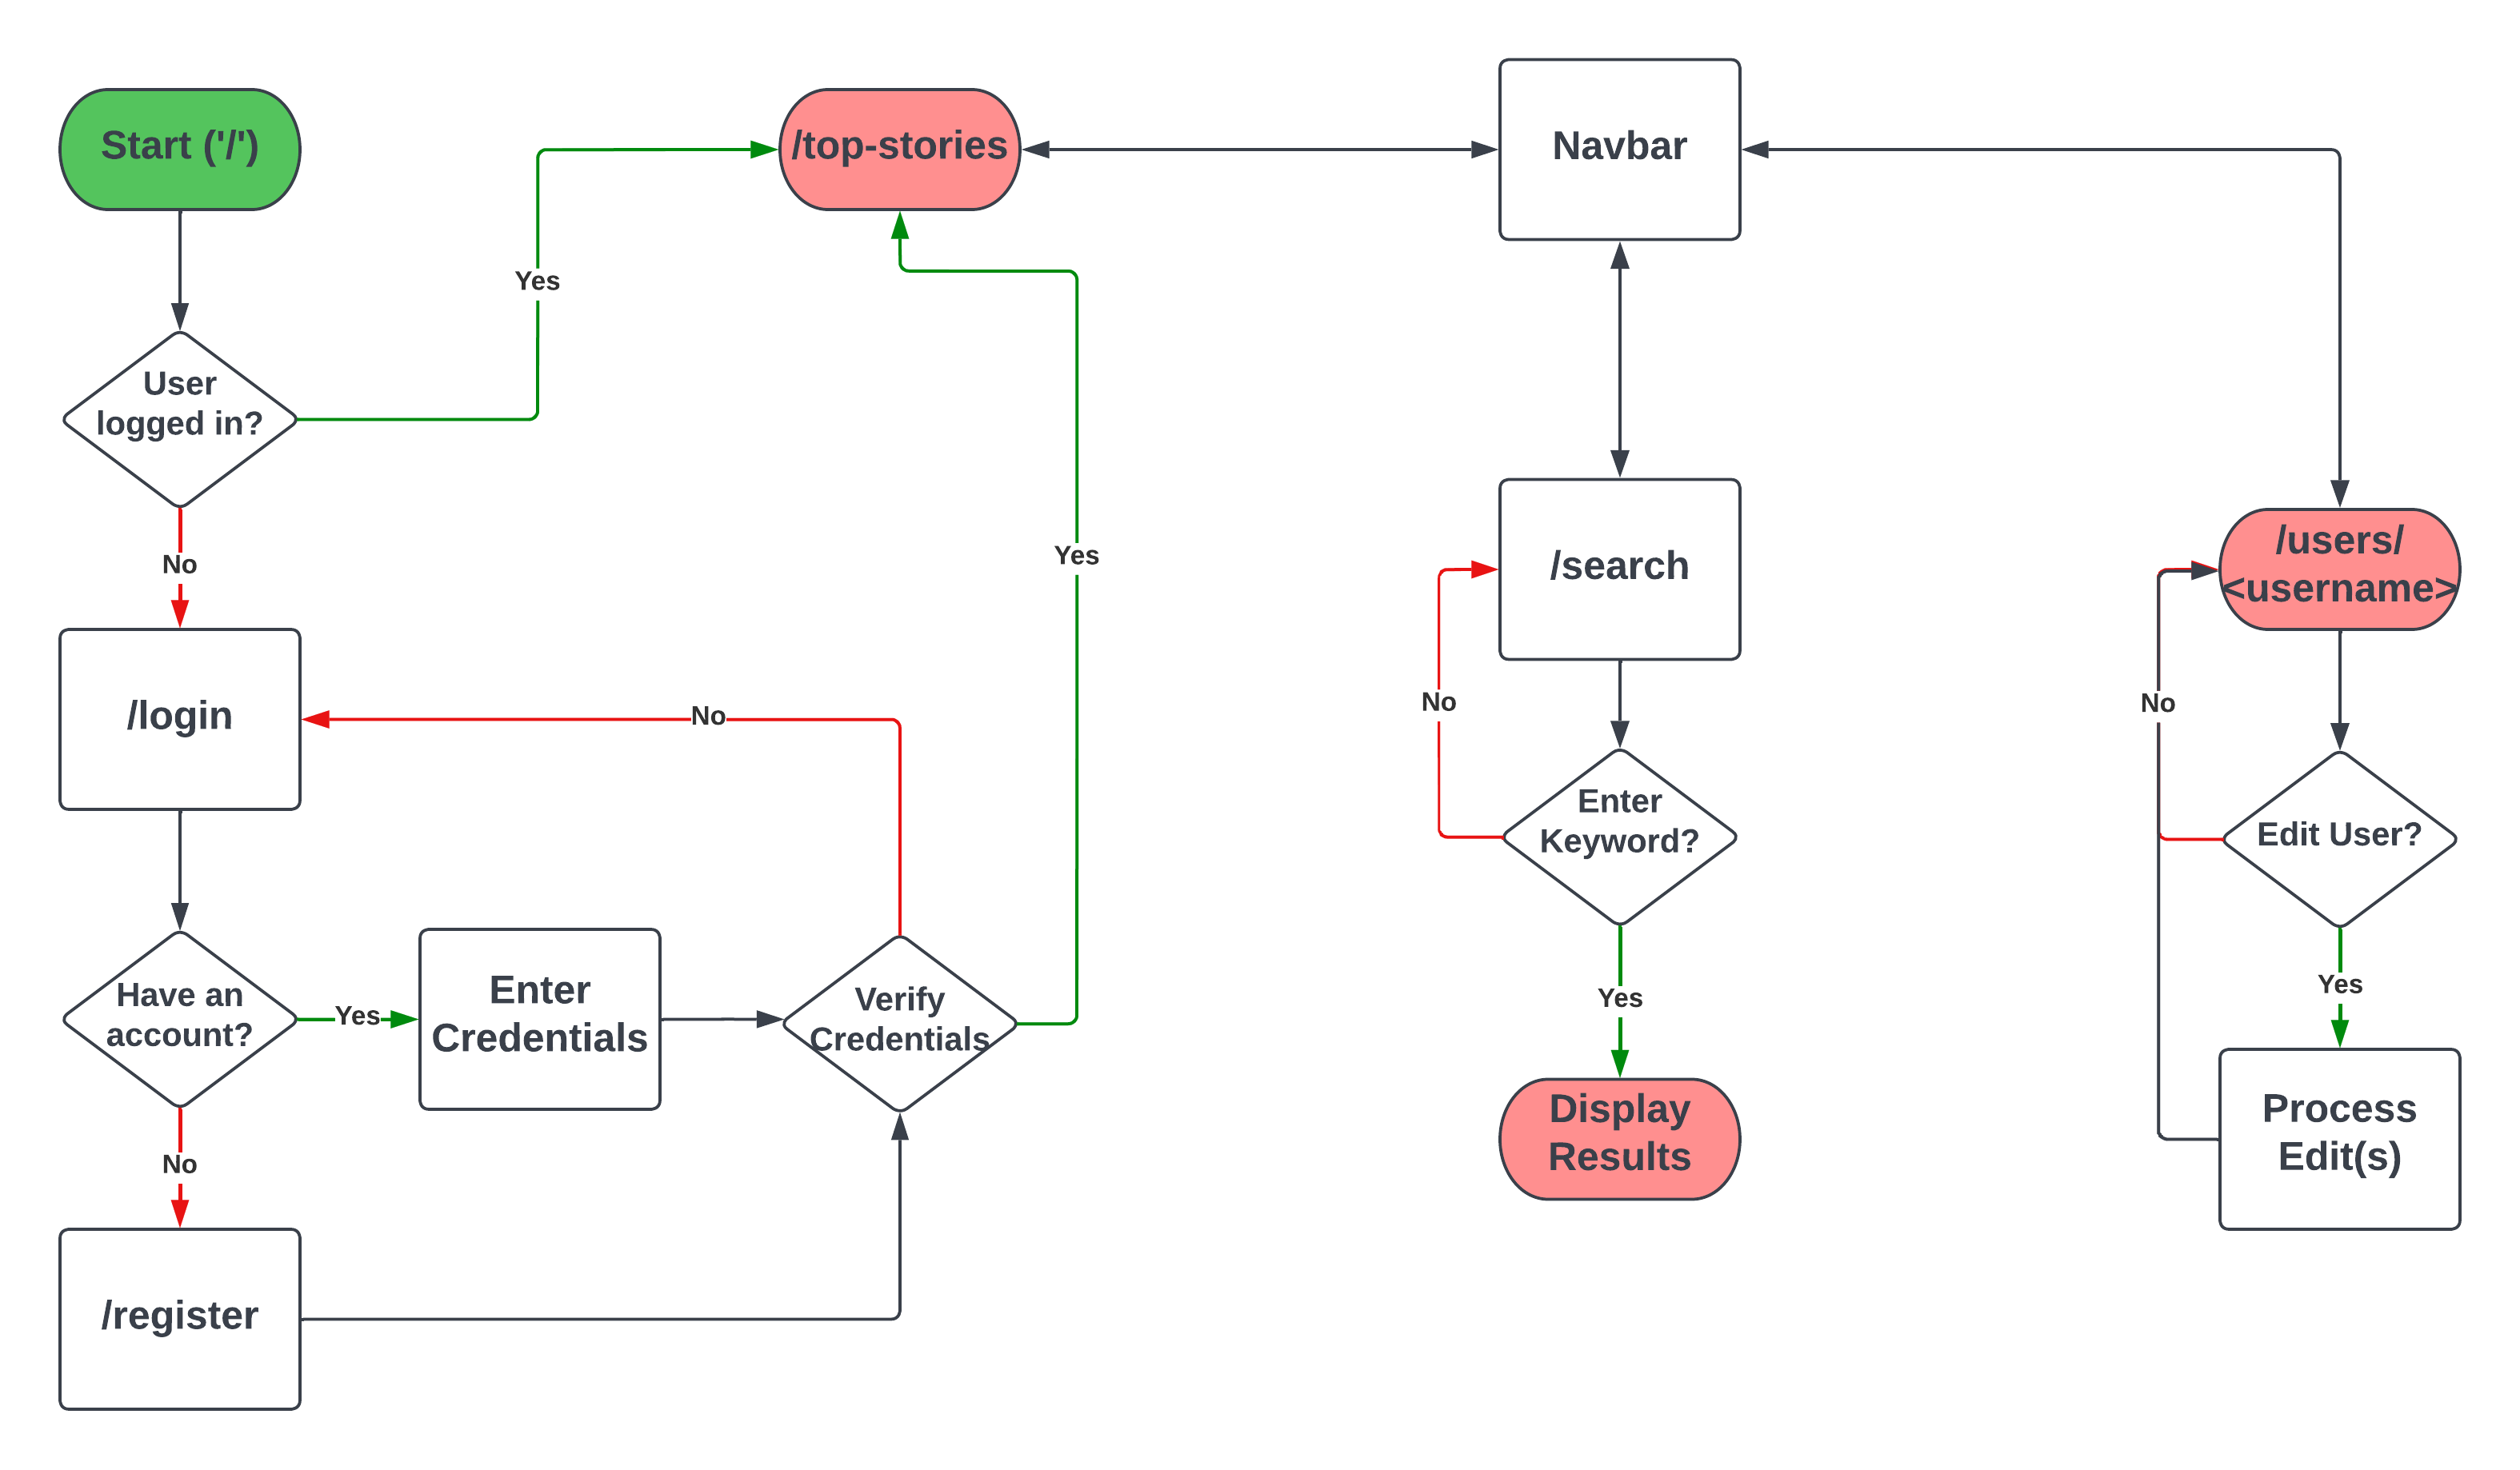 Start ('/')
/top-stories
Navbar
Yes
User
logged in?
No
Yes
/search
/users/
<username>
/login
No
No
No
Enter
Keyword?
Edit User?
Have an
account?
Yes
Enter
Credentials
Verify
Credentials
Yes
Yes
No
Display
Results
Process
Edit(s)
/register